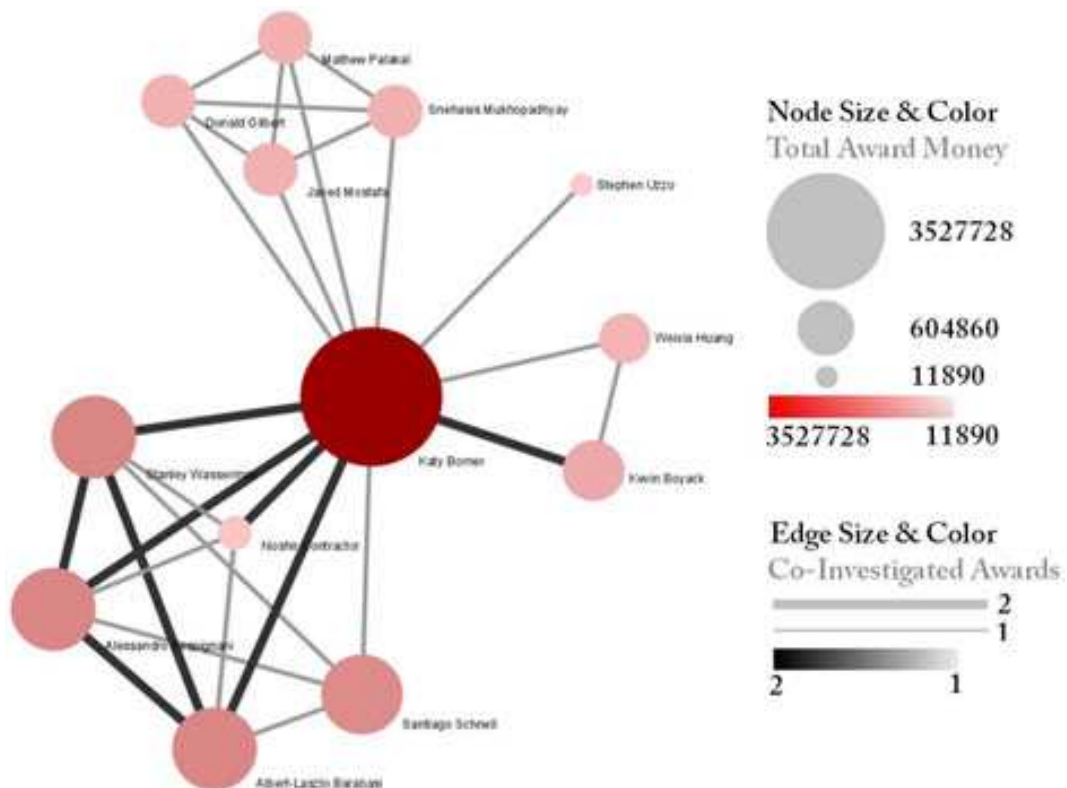 Matthew Palakal
Snehasis Mukhopadhyay
Donald Gilbert
Javed Mostafa
Stephen Uzzo
Weixia Huang
Katy Borner
Kevin Boyack
Stanley
Noshir Contractor
Alessandro
Santiago Schnell
Albert-Laszlo Barabasi
Node Size & Color
Total Award Money
3527728
604860
11890
3527728 11890
Edge Size & Color
Co-Investigated Awards
2
1
2 1